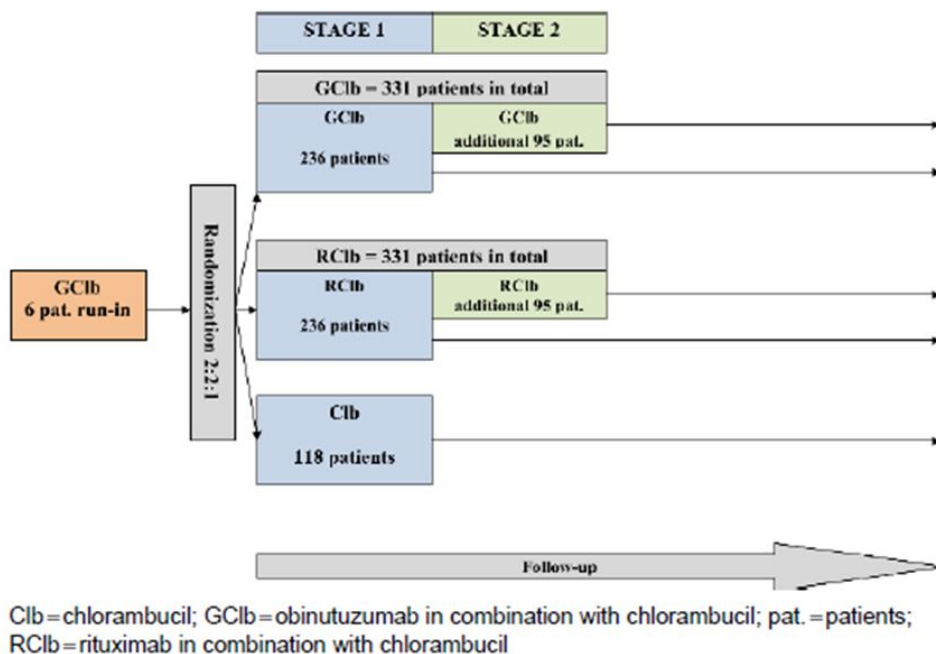 STAGE 1
STAGE 2
GClb = 331 patients in total
GClb
236 patients
GClb
additional 95 pat.
RClb = 331 patients in total
RClb
236 patients
RClb
additional 95 pat.
GClb
6 pat. run-in
Randomization 2:2:1
Clb
118 patients
Follow-up
Clb=chlorambucil; GClb=obinutuzumab in combination with chlorambucil; pat.=patients;
RClb=rituximab in combination with chlorambucil